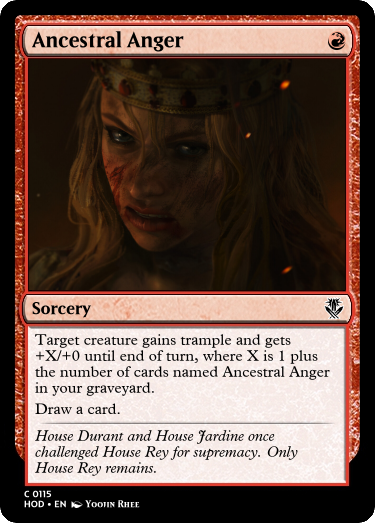 Ancestral Anger
Sorcery
Target creature gains trample and gets
+X/+0 until end of turn, where X is 1 plus
the number of cards named Ancestral Anger
in your graveyard.
Draw a card.
House Durant and House Jardine once
challenged House Rey for supremacy. Only
House Rey remains.
C 0115
HOD • EN Yoojin Rhee